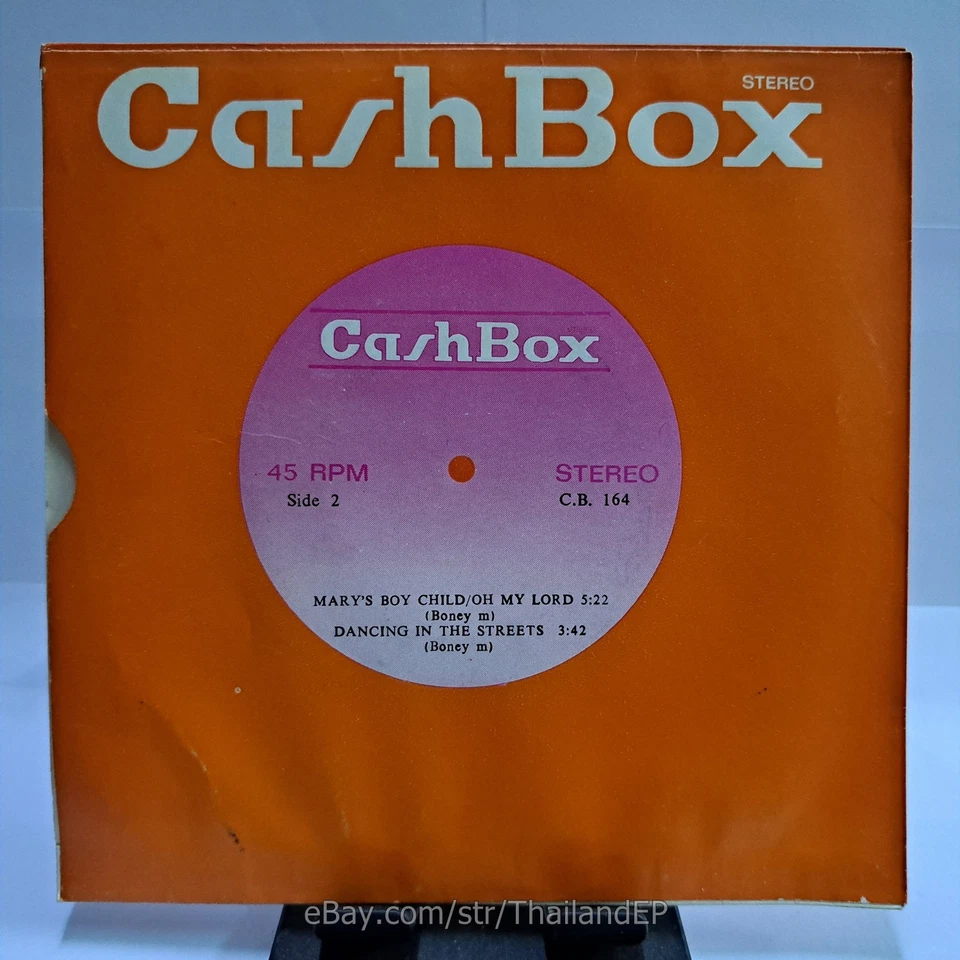 CashBox
STEREO
CashBox
45 RPM STEREO
Side 2 C.B. 164
MARY'S BOY CHILD/OH MY LORD 5:22
(Boney m)
DANCING IN THE STREETS 3:42
(Boney m)
eBay.com/str/ThailandEP